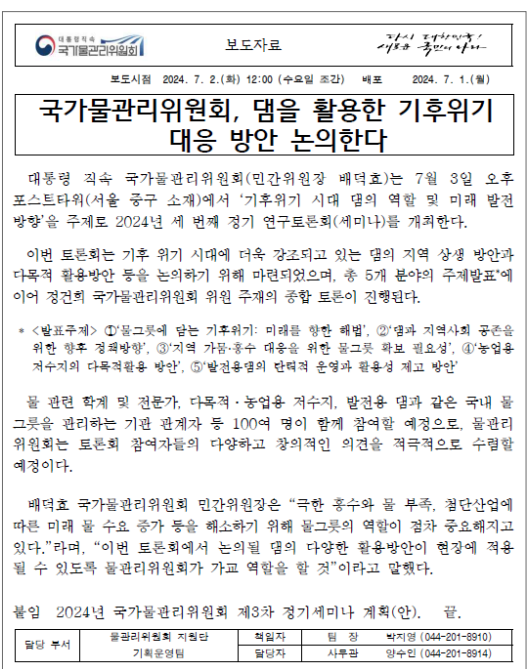 대통령직속
국가물관리위원회
보도자료
다시 대한민국!
새로운 국민의 나라
보도시점 2024. 7. 2.(화) 12:00 (수요일 조간) 배포 2024. 7. 1.(월)
국가물관리위원회, 댐을 활용한 기후위기
대응 방안 논의한다
대통령 직속 국가물관리위원회(민간위원장 배덕효)는 7월 3일 오후
포스트타워(서울 중구 소재)에서 ‘기후위기 시대 댐의 역할 및 미래 발전
방향’을 주제로 2024년 세 번째 정기 연구토론회(세미나)를 개최한다.
이번 토론회는 기후 위기 시대에 더욱 강조되고 있는 댐의 지역 상생 방안과
다목적 활용방안 등을 논의하기 위해 마련되었으며, 총 5개 분야의 주제발표*에
이어 정건희 국가물관리위원회 위원 주재의 종합 토론이 진행된다.
* <발표주제> ①‘물그릇에 담는 기후위기: 미래를 향한 해법’, ②‘댐과 지역사회 공존을
위한 향후 정책방향’, ③‘지역 가뭄·홍수 대응을 위한 물그릇 확보 필요성’, ④‘농업용
저수지의 다목적활용 방안’, ⑤‘발전용댐의 탄력적 운영과 활용성 제고 방안’
물 관련 학계 및 전문가, 다목적·농업용 저수지, 발전용 댐과 같은 국내 물
그릇을 관리하는 기관 관계자 등 100여 명이 함께 참여할 예정으로, 물관리
위원회는 토론회 참여자들의 다양하고 창의적인 의견을 적극적으로 수렴할
예정이다.
배덕효 국가물관리위원회 민간위원장은 “극한 홍수와 물 부족, 첨단산업에
따른 미래 물 수요 증가 등을 해소하기 위해 물그릇의 역할이 점차 중요해지고
있다.”라며, “이번 토론회에서 논의될 댐의 다양한 활용방안이 현장에 적용
될 수 있도록 물관리위원회가 가교 역할을 할 것”이라고 말했다.
붙임 2024년 국가물관리위원회 제3차 정기세미나 계획(안). 끝.
담당 부서 물관리위원회 지원단 책임자 팀 장 박지영 (044-201-8910)
기획운영팀 담당자 사무관 양수인 (044-201-8914)